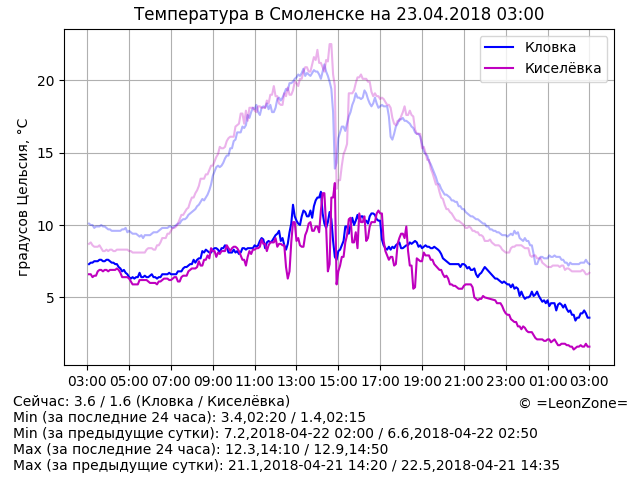 Температура в Смоленске на 23.04.2018 03:00
Кловка
Киселёвка
градусов Цельсия, °C
20
15
10
5
03:00 05:00 07:00 09:00 11:00 13:00 15:00 17:00 19:00 21:00 23:00 01:00 03:00
Сейчас: 3.6 / 1.6 (Кловка / Киселёвка)
© =LeonZone=
Min (за последние 24 часа): 3.4,02:20 / 1.4,02:15
Min (за предыдущие сутки): 7.2,2018-04-22 02:00 / 6.6,2018-04-22 02:50
Max (за последние 24 часа): 12.3,14:10 / 12.9,14:50
Max (за предыдущие сутки): 21.1,2018-04-21 14:20 / 22.5,2018-04-21 14:35